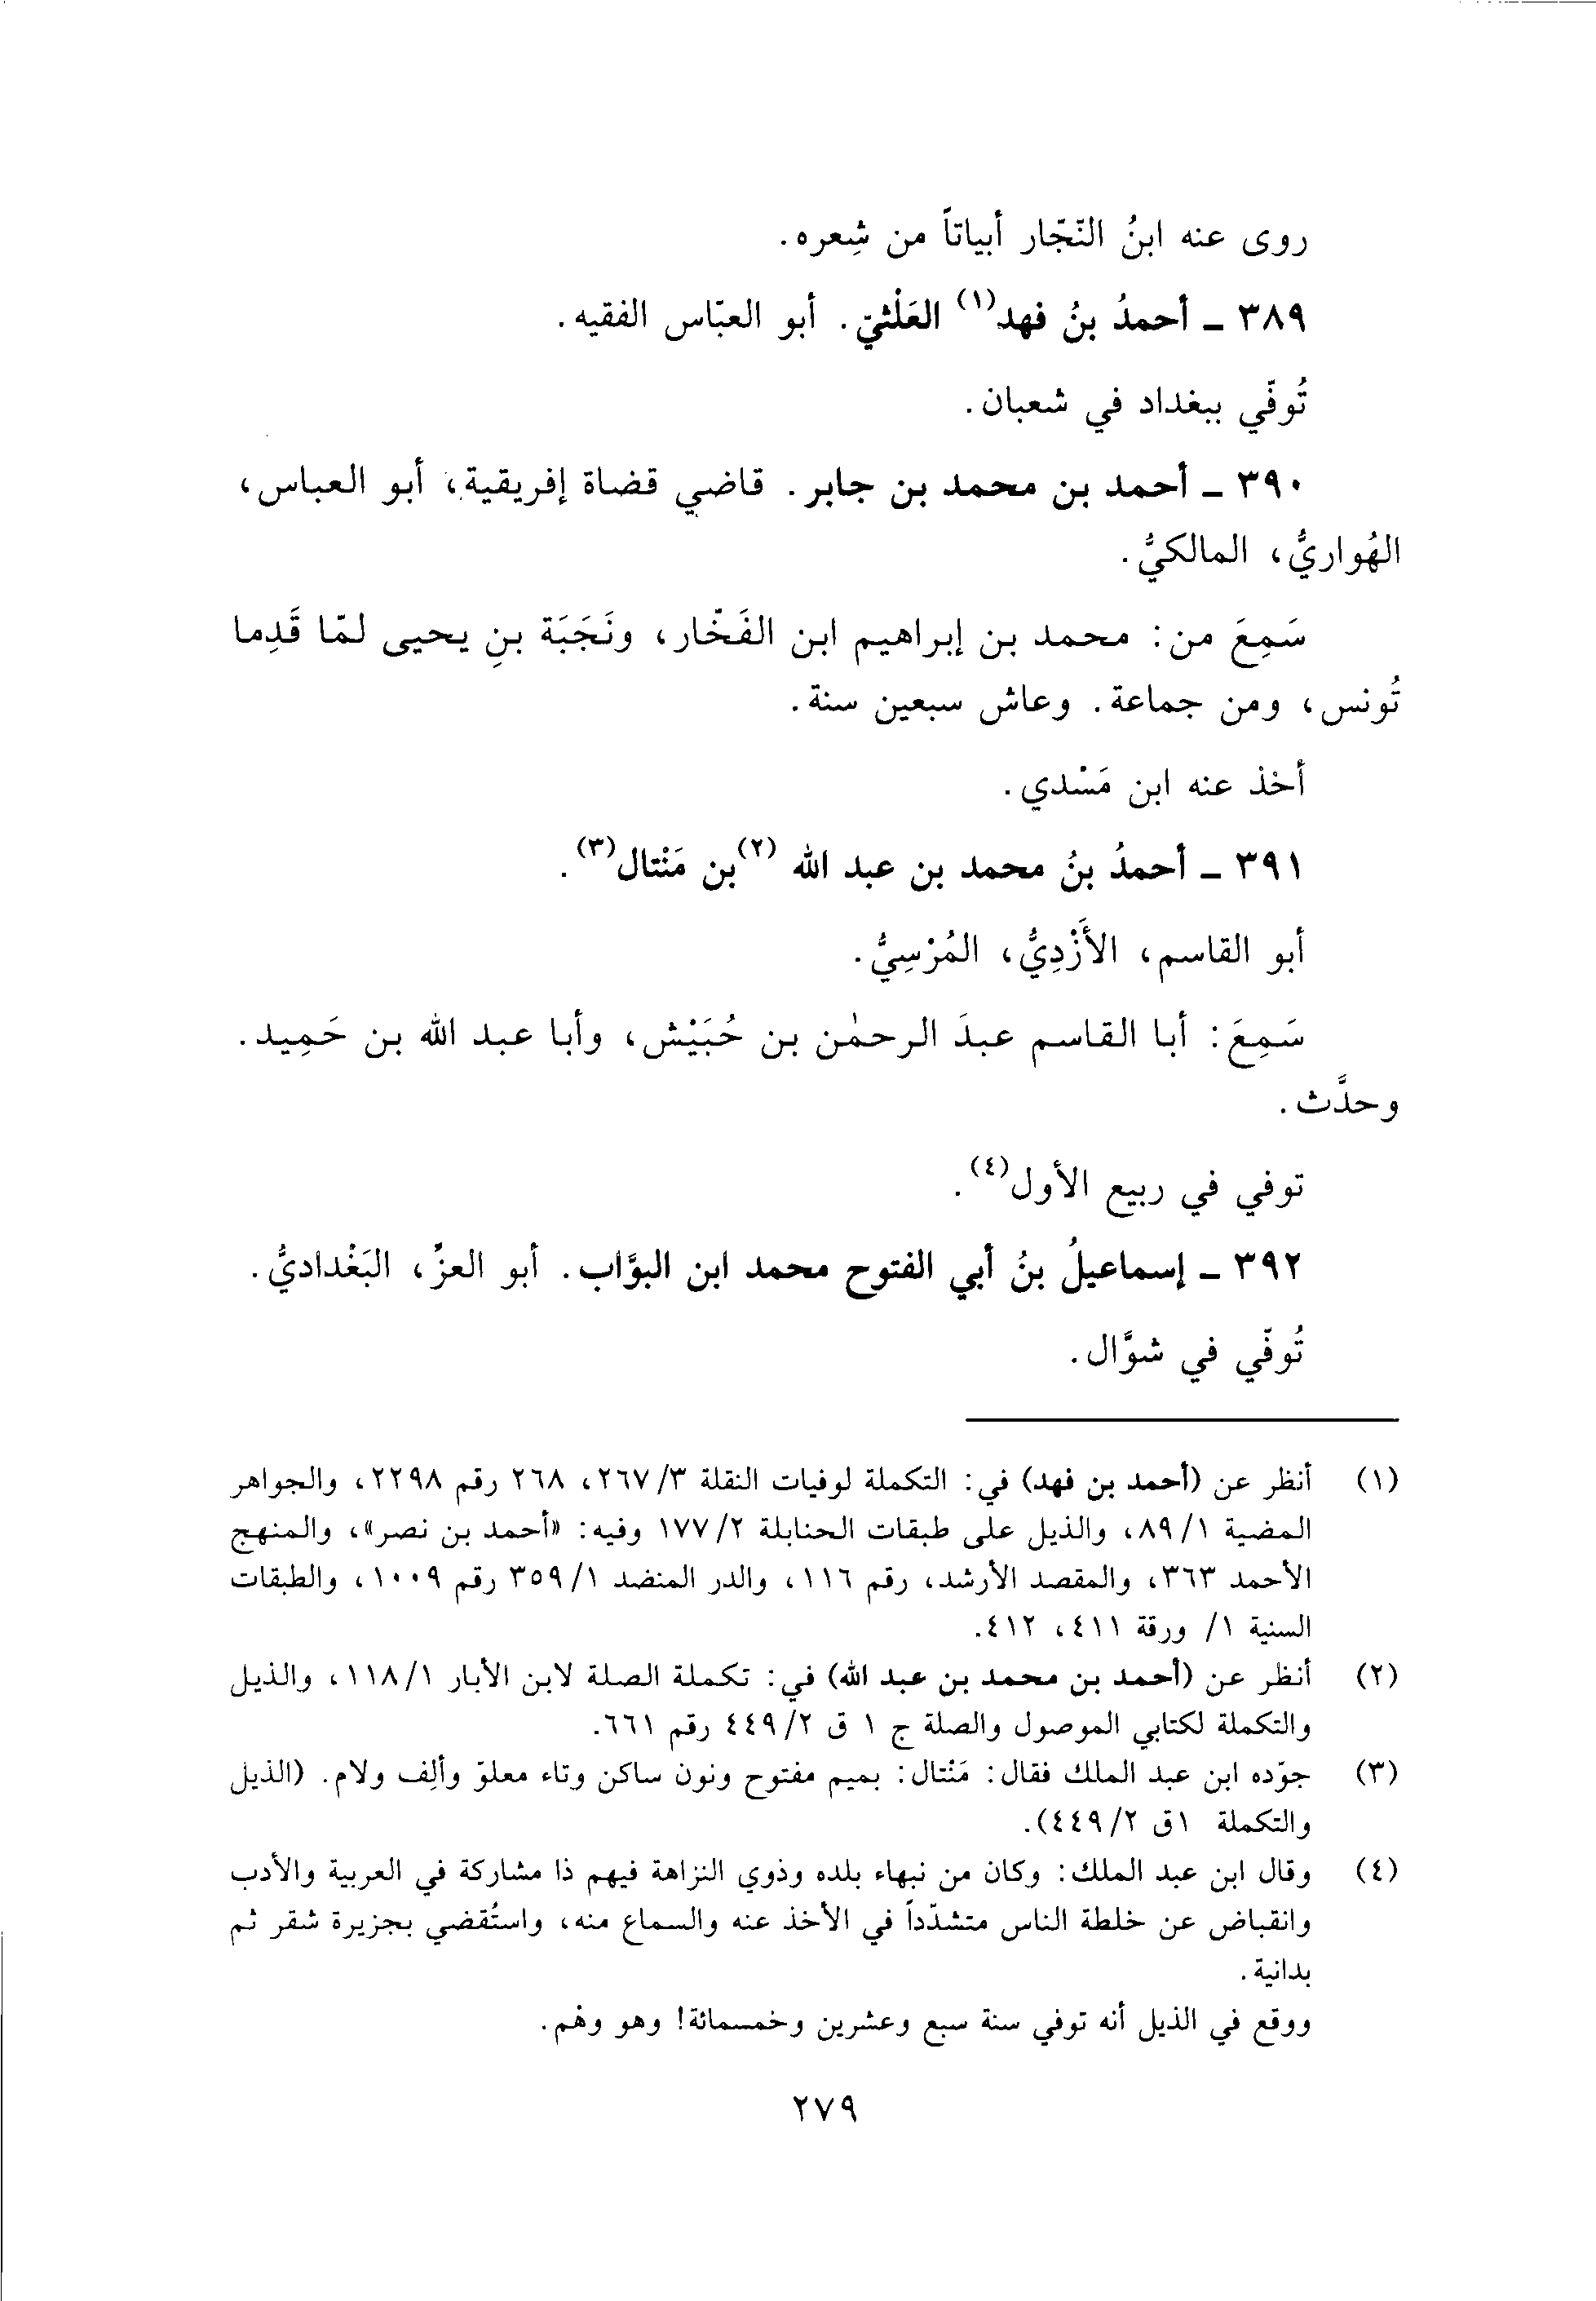 روى عنه ابنُ النّجّار أبياتاً من شِعره.
٣٨٩ ـ أحمدُ بنُ فهد(١) العَلْثيّ. أبو العبّاس الفقيه.
تُوفّي ببغداد في شعبان.
٣٩٠ ـ أحمد بن محمد بن جابر. قاضي قضاة إفريقية، أبو العباس،
الهُواريُّ، المالكيُّ.
سَمِعَ من: محمد بن إبراهيم ابن الفَخّار، ونَجَبَة بنِ يحيى لمّا قَدِما
تُونس، ومن جماعة. وعاش سبعين سنة.
أخذ عنه ابن مَسْدي.
٣٩١ ـ أحمدُ بنُ محمد بن عبد الله (٢)بن مَنْتال(٣).
أبو القاسم، الأَزْدِيُّ، المُرْسِيُّ.
سَمِعَ: أبا القاسم عبدَ الرحمٰن بن حُبَيْش، وأبا عبد الله بن حَمِيد.
وحدَّث.
توفي في ربيع الأول(٤).
٣٩٢ ـ إسماعيلُ بنُ أبي الفتوح محمد ابن البوَّاب. أبو العزِّ، البَغْداديُّ.
تُوفّي في شوَّال.
(١) أنظر عن (أحمد بن فهد) في: التكملة لوفيات النقلة ٣/٢٦٧، ٢٦٨ رقم ٢٢٩٨، والجواهر
المضية ١/٨٩، والذيل على طبقات الحنابلة ٢/١٧٧ وفيه: «أحمد بن نصر»، والمنهج
الأحمد ٣٦٣، والمقصد الأرشد، رقم ١١٦، والدر المنضد ١/٣٥٩ رقم ١٠٠٩، والطبقات
السنية ١/ ورقة ٤١١، ٤١٢.
(٢) أنظر عن (أحمد بن محمد بن عبد الله) في: تكملة الصلة لابن الأبار ١/١١٨، والذيل
والتكملة لكتابي الموصول والصلة ج ١ ق ٢/٤٤٩ رقم ٦٦١.
(٣) جوّده ابن عبد الملك فقال: مَنْتال: بميم مفتوح ونون ساكن وتاء معلوّ وألِف ولام. (الذيل
والتكملة ١ق ٢/٤٤٩).
(٤) وقال ابن عبد الملك: وكان من نبهاء بلده وذوي النزاهة فيهم ذا مشاركة في العربية والأدب
وانقباض عن خلطة الناس متشدّداً في الأخذ عنه والسماع منه، واستُقضي بجزيرة شقر ثم
بدانية.
ووقع في الذيل أنه توفي سنة سبع وعشرين وخمسمائة! وهو وهْم.
٢٧٩